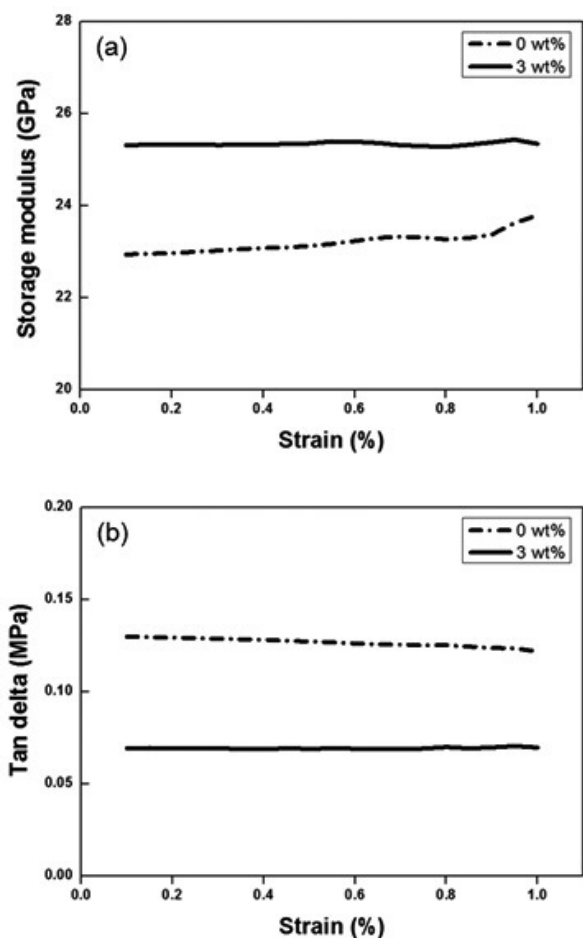 (a)
0 wt%
3 wt%
Storage modulus (GPa)
28
26
24
22
20
0.0 0.2 0.4 0.6 0.8 1.0
Strain (%)
(b)
0 wt%
3 wt%
Tan delta (MPa)
0.20
0.15
0.10
0.05
0.00
0.0 0.2 0.4 0.6 0.8 1.0
Strain (%)